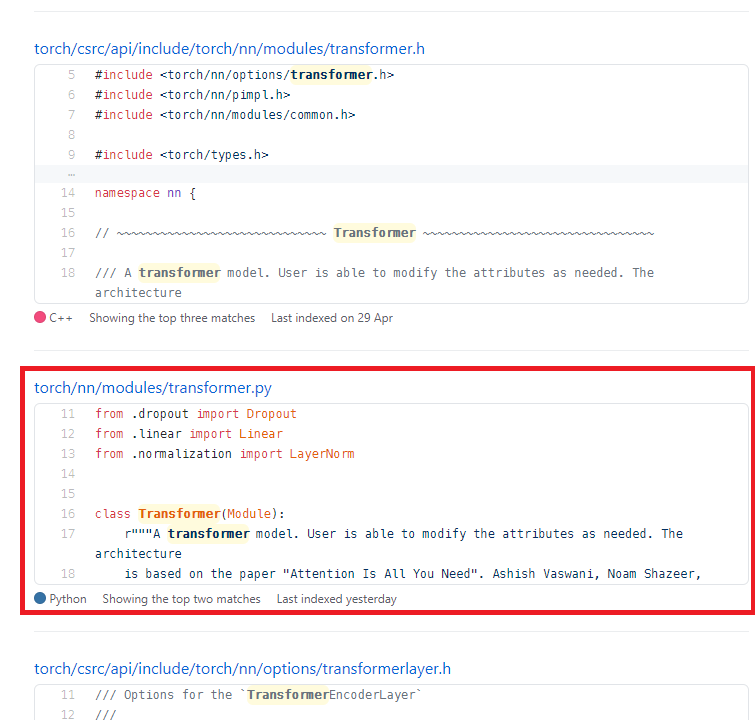 torch/csrc/api/include/torch/nn/modules/transformer.h
5 #include <torch/nn/options/transformer.h>
6 #include <torch/nn/pimpl.h>
7 #include <torch/nn/modules/common.h>
8
9 #include <torch/types.h>
…
14 namespace nn {
15
16 // ~~~~~~~~~~~~~~~~~~~~~~~~~~~~~ Transformer ~~~~~~~~~~~~~~~~~~~~~~~~~~~~~~~~
17
18 /// A transformer model. User is able to modify the attributes as needed. The
architecture
C++ Showing the top three matches Last indexed on 29 Apr
torch/nn/modules/transformer.py
11 from .dropout import Dropout
12 from .linear import Linear
13 from .normalization import LayerNorm
14
15
16 class Transformer(Module):
17 r"""A transformer model. User is able to modify the attributes as needed. The
architecture
18 is based on the paper "Attention Is All You Need". Ashish Vaswani, Noam Shazeer,
Python Showing the top two matches Last indexed yesterday
torch/csrc/api/include/torch/nn/options/transformerlayer.h
11 /// Options for the `TransformerEncoderLayer`
12 ///